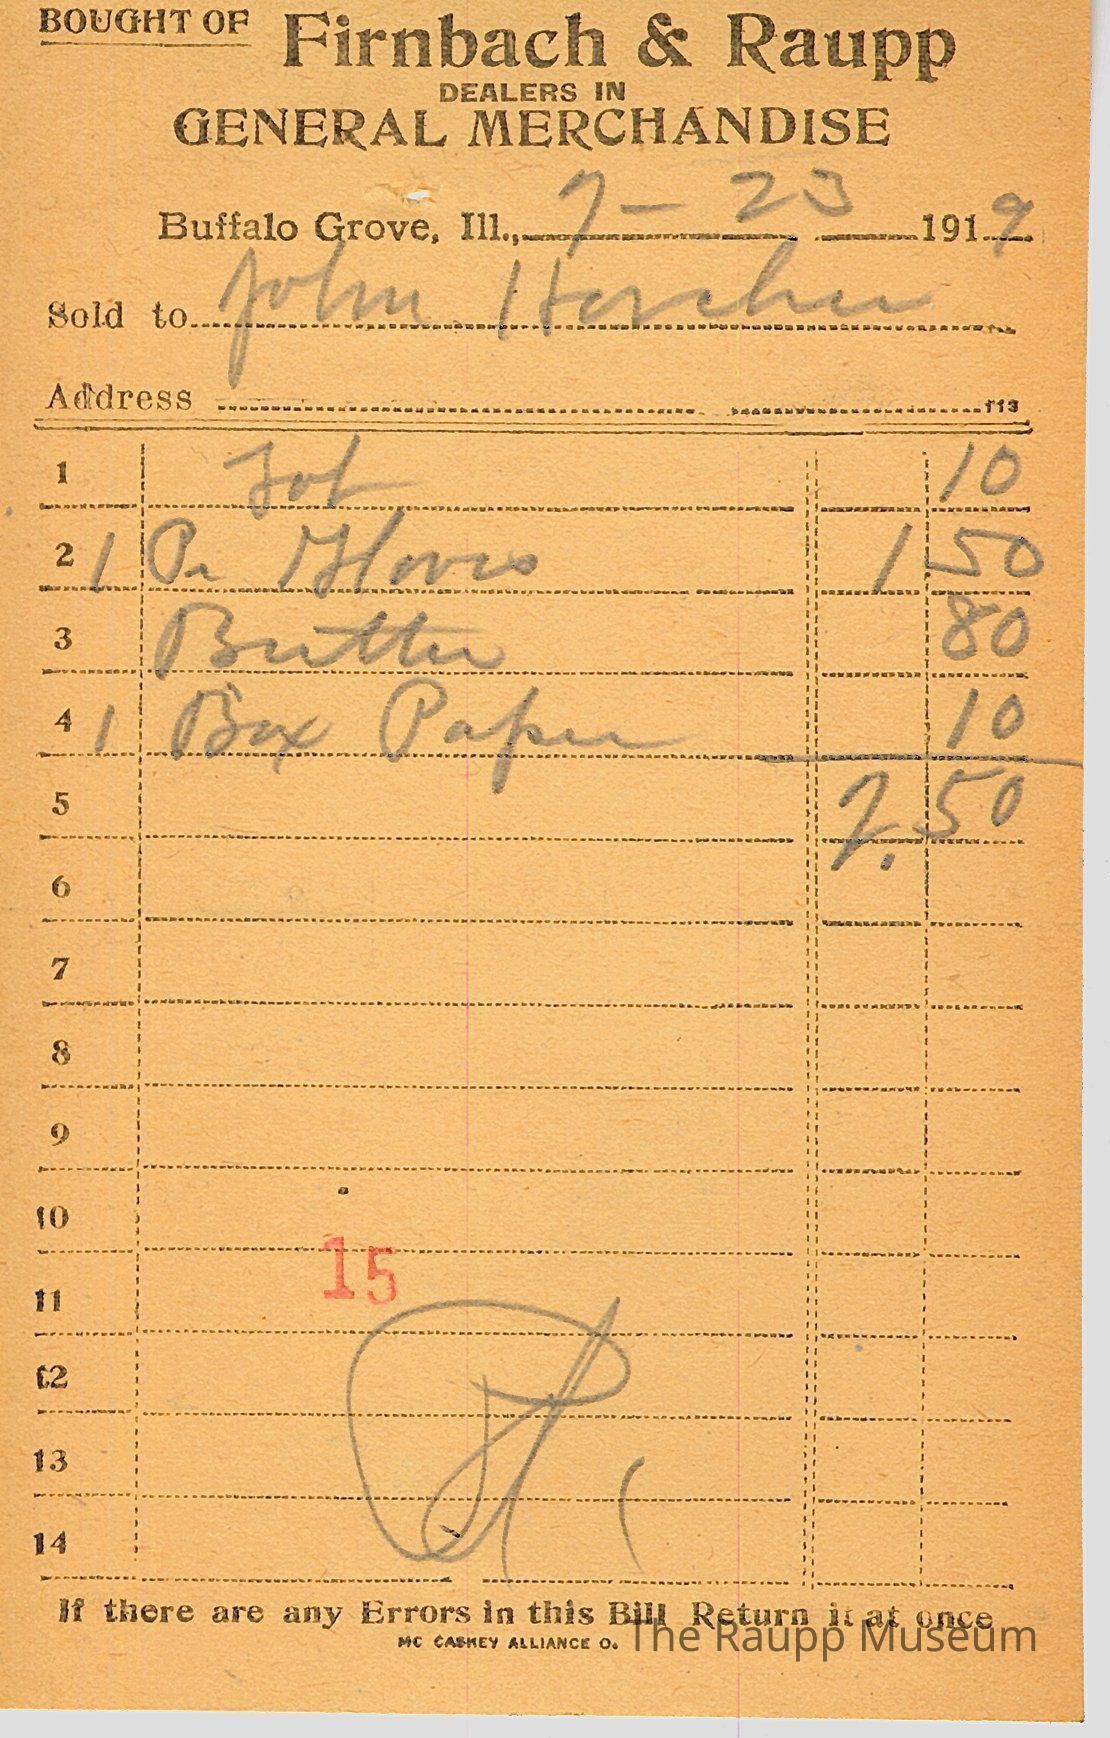 BOUGHT OF Firnbach & Raupp
DEALERS IN
GENERAL MERCHANDISE
Buffalo Grove, Ill., 7-23 1919
Sold to John Horcher
Address 113
1 10
2 1 Pr Gloves 1 50
3 Butter 80
4 1 Box Paper 10
5 2.50
6
7
8
9
10
15
11
12
13
14
If there are any Errors in this Bill Return it at once
MC CASKEY ALLIANCE O.
The Raupp Museum